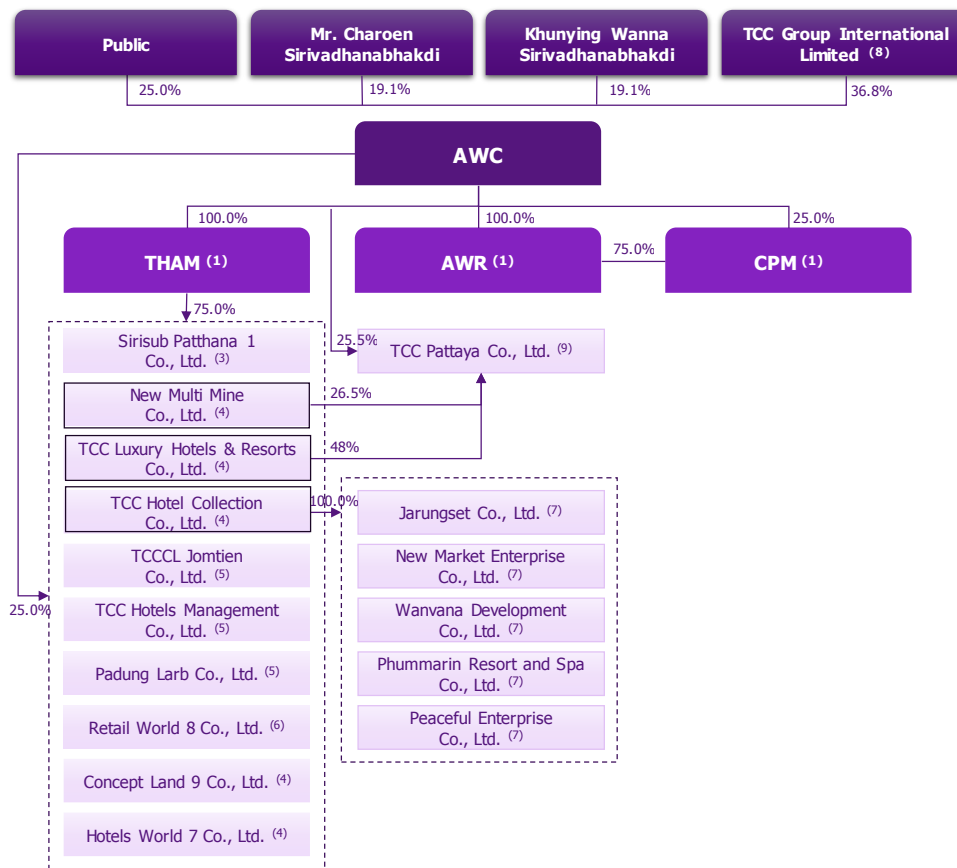 Public
Mr. Charoen
Sirivadhanabhakdi
Khunying Wanna
Sirivadhanabhakdi
TCC Group International
Limited (8)
25.0%
19.1%
19.1%
36.8%
AWC
100.0%
100.0%
25.0%
THAM (1)
AWR (1)
75.0%
CPM (1)
75.0%
Sirisub Patthana 1
Co., Ltd. (3)
25.5%
TCC Pattaya Co., Ltd. (9)
New Multi Mine
Co., Ltd. (4)
26.5%
TCC Luxury Hotels & Resorts
Co., Ltd. (4)
48%
TCC Hotel Collection
Co., Ltd. (4)
100.0%
Jarungset Co., Ltd. (7)
TCCCL Jomtien
Co., Ltd. (5)
New Market Enterprise
Co., Ltd. (7)
25.0%
TCC Hotels Management
Co., Ltd. (5)
Wanvana Development
Co., Ltd. (7)
Padung Larb Co., Ltd. (5)
Phummarin Resort and Spa
Co., Ltd. (7)
Retail World 8 Co., Ltd. (6)
Peaceful Enterprise
Co., Ltd. (7)
Concept Land 9 Co., Ltd. (4)
Hotels World 7 Co., Ltd. (4)